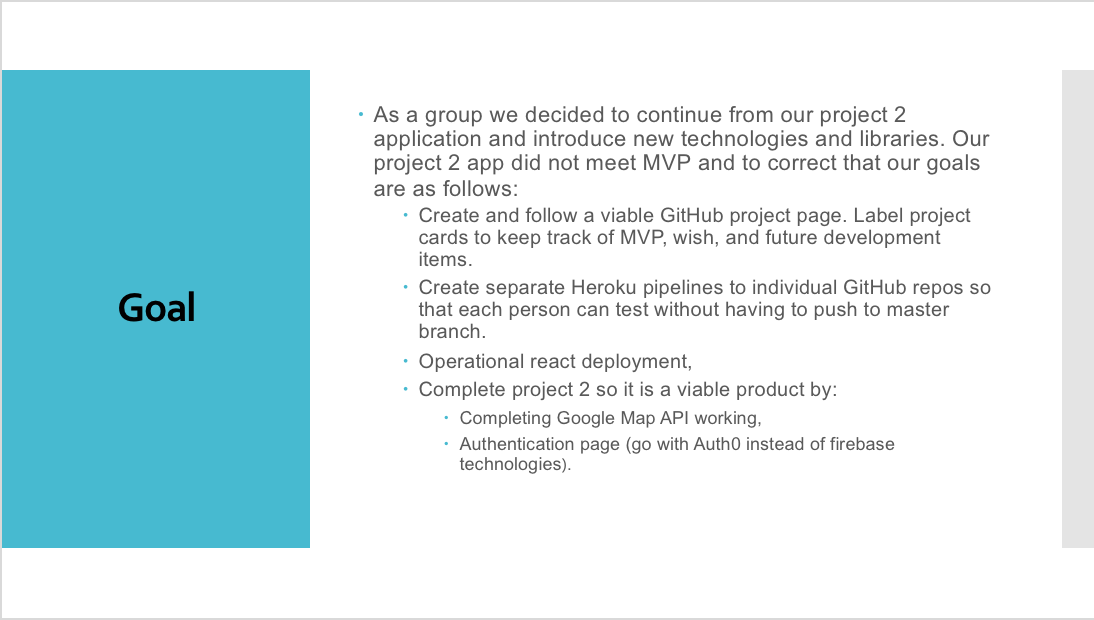 Goal
As a group we decided to continue from our project 2
application and introduce new technologies and libraries. Our
project 2 app did not meet MVP and to correct that our goals
are as follows:
Create and follow a viable GitHub project page. Label project
cards to keep track of MVP, wish, and future development
items.
Create separate Heroku pipelines to individual GitHub repos so
that each person can test without having to push to master
branch.
Operational react deployment,
Complete project 2 so it is a viable product by:
Completing Google Map API working,
Authentication page (go with Auth0 instead of firebase
technologies).